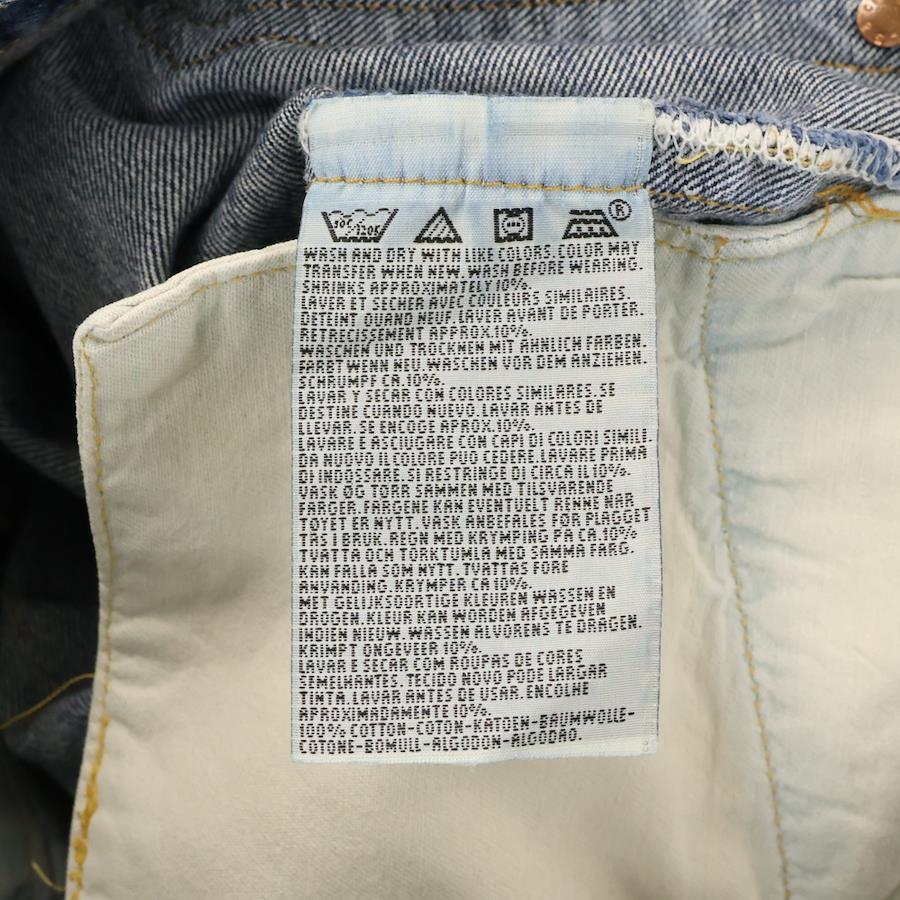 ®
WASH AND DRY WITH LIKE COLORS. COLOR MAY
TRANSFER WHEN NEW. WASH BEFORE WEARING.
SHRINKS APPROXIMATELY 10%.
LAVER ET SECHER AVEC COULEURS SIMILAIRES.
DETEINT QUAND NEUF. LAVER AVANT DE PORTER.
RETRECISSEMENT APPROX. 10%.
WASCHEN UND TROCKNEN MIT ÄHNLICH FARBEN.
FARBT WENN NEU. WASCHEN VOR DEM ANZIEHEN.
SCHRUMPF CA. 10%.
LAVAR Y SECAR CON COLORES SIMILARES. SE
DESTINE CUANDO NUEVO. LAVAR ANTES DE
LLEVAR. SE ENCOGE APROX. 10%.
LAVARE E ASCIUGARE CON CAPI DI COLORI SIMILI.
DA NUOVO IL COLORE PUO CEDERE. LAVARE PRIMA
DI INDOSSARE. SI RESTRINGE DI CIRCA IL 10%.
VASK ØG TØRR SAMMEN MED TILSVARENDE
FARGER. FARGENE KAN EVENTUELT RENNE NAR
TØYET ER NYTT. VASK ANBEFALES FØR PLAGGET
TAS I BRUK. REGN MED KRYMPING PA CA. 10%
TVATTA OCH TORKTUMLA MED SAMMA FARG.
KAN FALLA SOM NYTT. TVATTAS FORE
ANVANDING. KRYMPER CA 10%.
MET GELIJKSOORTIGE KLEUREN WASSEN EN
DROGEN. KLEUR KAN WORDEN AFGEGEVEN
INDIEN NIEUW. WASSEN ALVORENS TE DRAGEN.
KRIMPT ONGEVEER 10%.
LAVAR E SECAR COM ROUPAS DE CORES
SEMELHANTES. TECIDO NOVO PODE LARGAR
TINTA. LAVAR ANTES DE USAR. ENCOLHE
APROXIMADAMENTE 10%.
100% COTTON-COTON-KATOEN-BAUMWOLLE-
COTONE-BOMULL-ALGODON-ALGODAO.